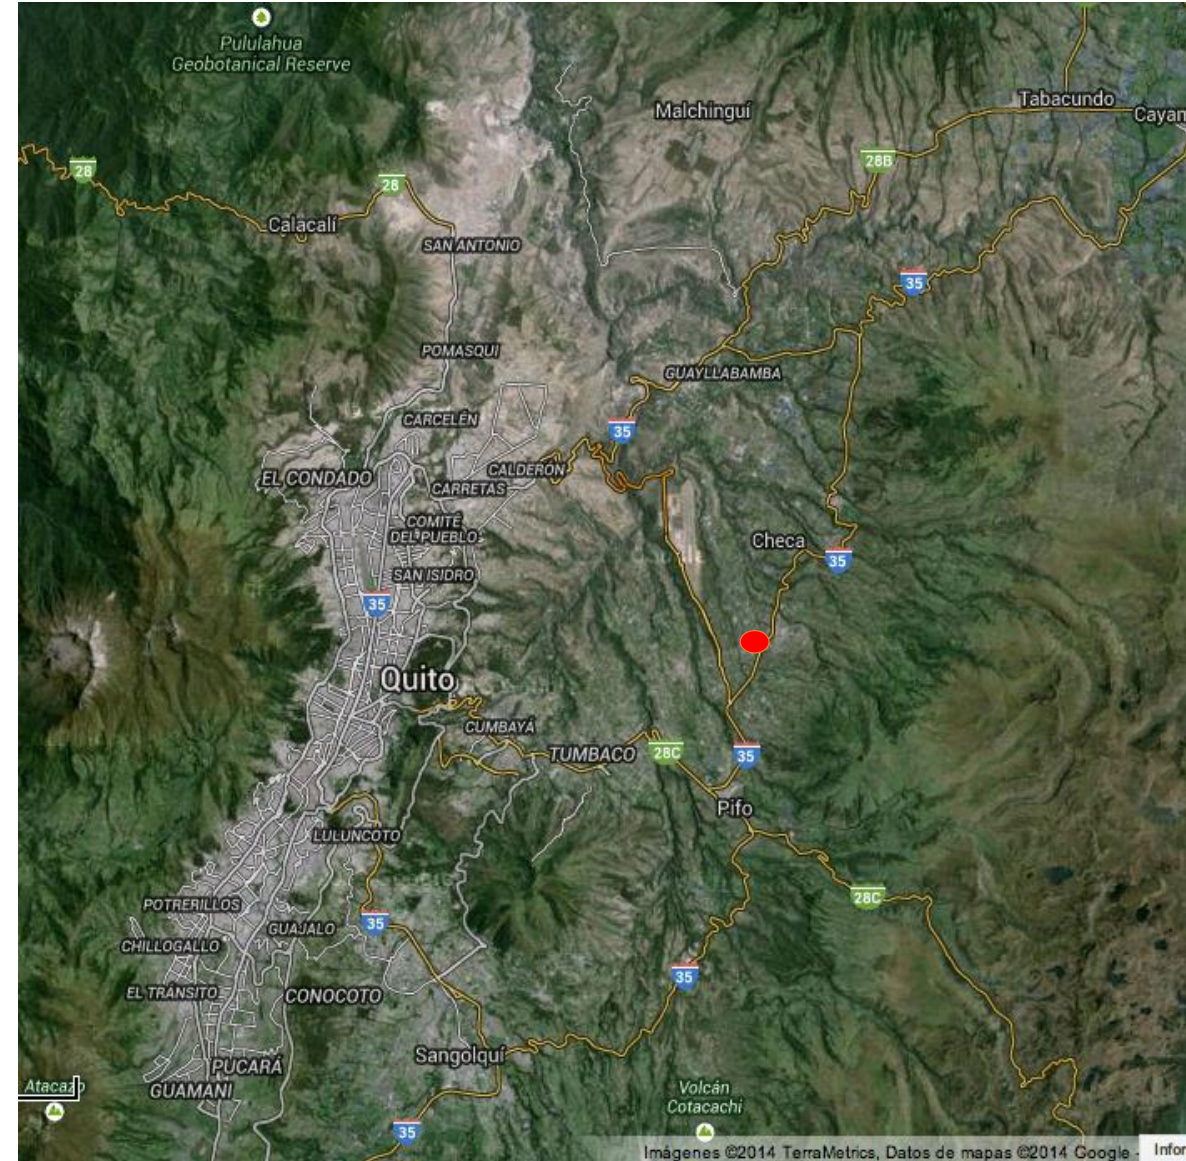 Pululahua
Geobotanical Reserve
Malchinguí
Tabacundo
Cayan
28B
28
28
Calacalí
SAN ANTONIO
35
POMASQUI
GUAYLLABAMBA
CARCELÉN
35
CALDERÓN
EL CONDADO
CARRETAS
COMITÉ
DEL PUEBLO
Checa
35
SAN ISIDRO
35
Quito
CUMBAYÁ
TUMBACO
28C
35
Pifo
LULUNCOTO
28C
POTRERILLOS
35
GUAJALO
CHILLOGALLO
35
EL TRÁNSITO
CONOCOTO
Sangolquí
PUCARÁ
Atacazo
GUAMANI
Volcán
Cotacachi
35
Imágenes ©2014 TerraMetrics, Datos de mapas ©2014 Google -
Infor